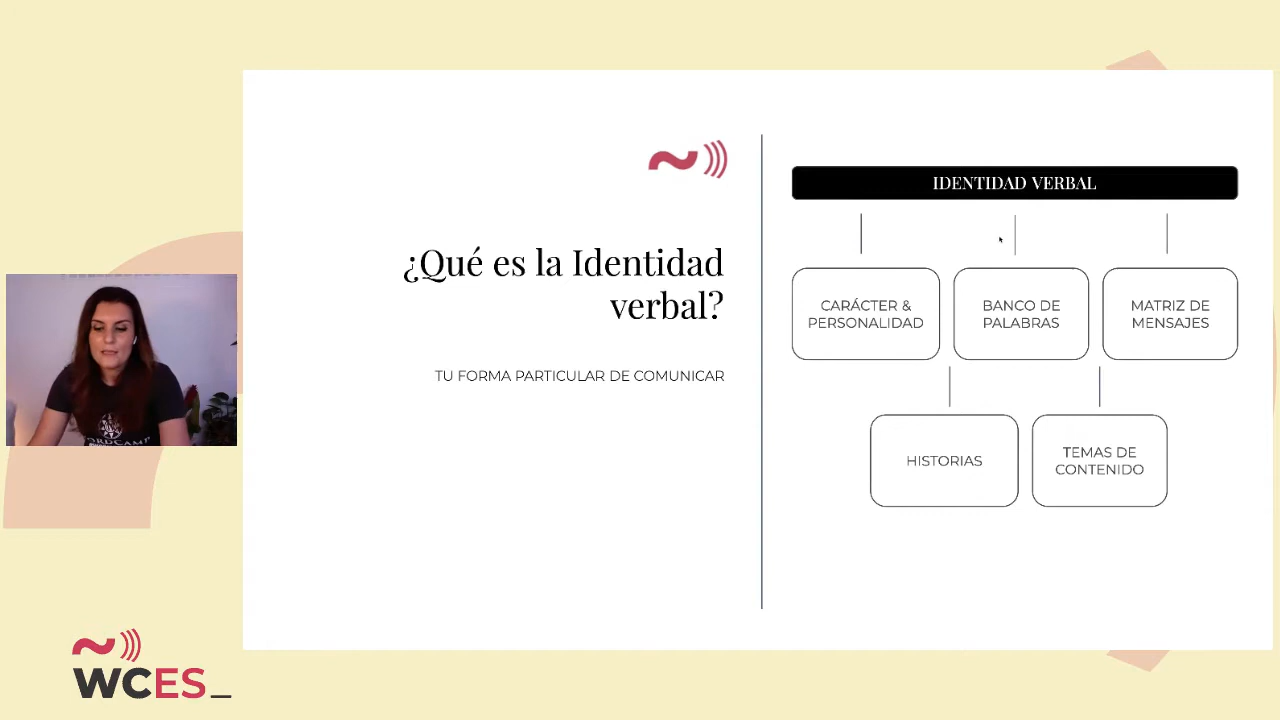 ¿Qué es la Identidad
verbal?
TU FORMA PARTICULAR DE COMUNICAR
IDENTIDAD VERBAL
CARÁCTER &
PERSONALIDAD
BANCO DE
PALABRAS
MATRIZ DE
MENSAJES
HISTORIAS
TEMAS DE
CONTENIDO
WCES_